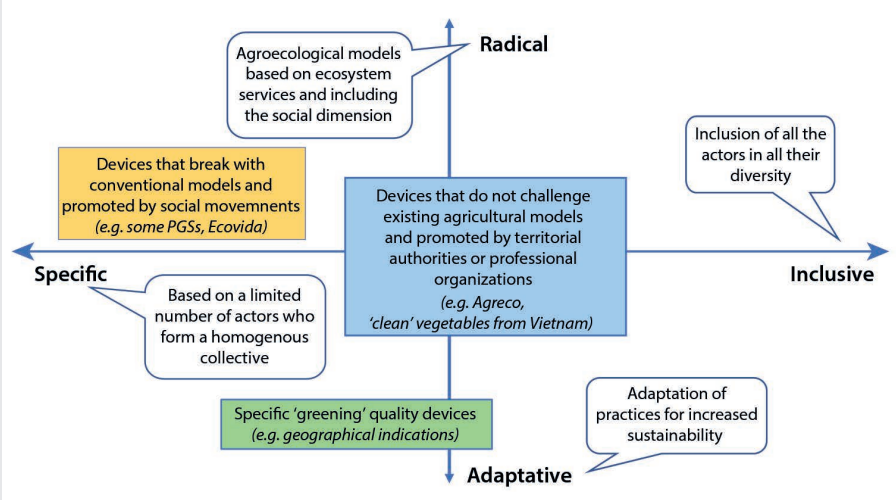 Radical
Agroecological models
based on ecosystem
services and including
the social dimension
Inclusion of all the
actors in all their
diversity
Devices that break with
conventional models and
promoted by social movemnents
(e.g. some PGSs, Ecovida)
Devices that do not challenge
existing agricultural models
and promoted by territorial
authorities or professional
organizations
(e.g. Agreco,
‘clean’ vegetables from Vietnam)
Specific
Inclusive
Based on a limited
number of actors who
form a homogenous
collective
Specific ‘greening’ quality devices
(e.g. geographical indications)
Adaptation of
practices for increased
sustainability
Adaptative